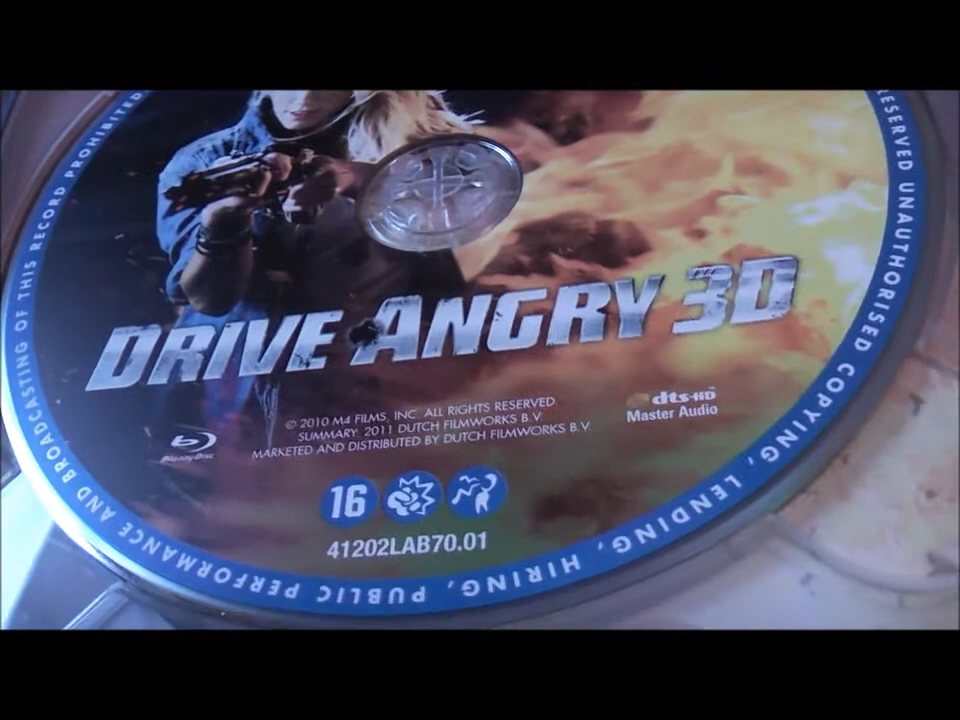 DRIVE ANGRY 3D
© 2010 M4 FILMS, INC. ALL RIGHTS RESERVED
SUMMARY: 2011 DUTCH FILMWORKS B.V.
MARKETED AND DISTRIBUTED BY DUTCH FILMWORKS B.V.
dts-HD
Master Audio
Blu-ray Disc
16
41202LAB70.01
RESERVED UNAUTHORISED COPYING, LENDING, HIRING, PUBLIC PERFORMANCE AND BROADCASTING OF THIS RECORD PROHIBITED